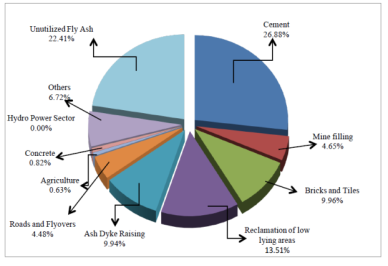 Cement
26.88%
Mine filling
4.65%
Bricks and Tiles
9.96%
Reclamation of low
lying areas
13.51%
Ash Dyke Raising
9.94%
Roads and Flyovers
4.48%
Agriculture
0.63%
Concrete
0.82%
Hydro Power Sector
0.00%
Others
6.72%
Unutilized Fly Ash
22.41%